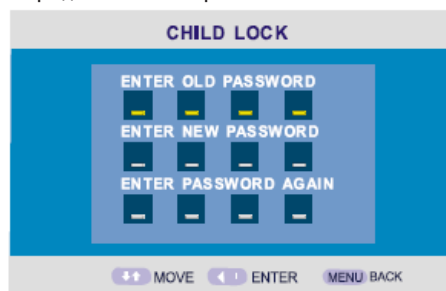 CHILD LOCK
ENTER OLD PASSWORD
ENTER NEW PASSWORD
ENTER PASSWORD AGAIN
MOVE ENTER MENU BACK